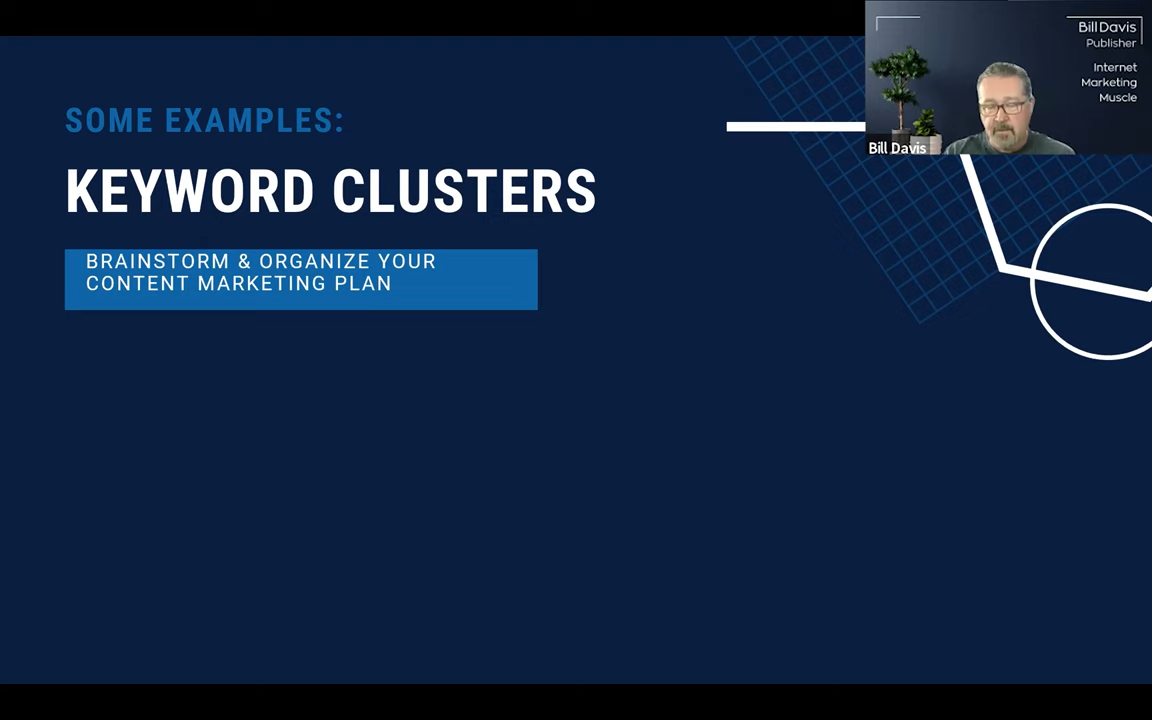 SOME EXAMPLES:
KEYWORD CLUSTERS
BRAINSTORM & ORGANIZE YOUR
CONTENT MARKETING PLAN
Bill Davis
Publisher
Internet
Marketing
Muscle
Bill Davis